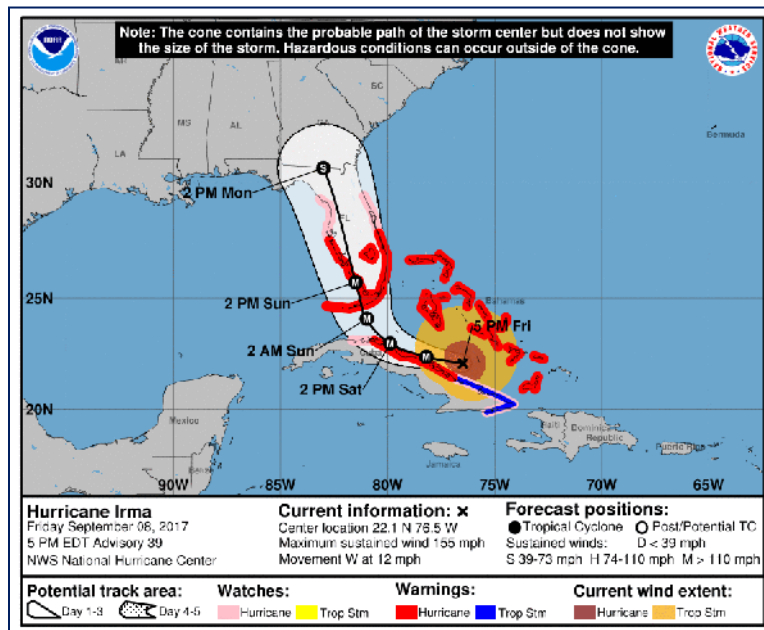 Note: The cone contains the probable path of the storm center but does not show
the size of the storm. Hazardous conditions can occur outside of the cone.
NATIONAL WEATHER SERVICE
SC
MS
AL
GA
LA
Bermuda
30N
2 PM Mon
FL
25N
2 PM Sun
Bahamas
5 PM Fri
2 AM Sun
Cuba
2 PM Sat
20N
Mexico
Haiti
Dominican
Republic
Puerto Rico
Jamaica
Belize
90W
85W
80W
75W
70W
65W
Hurricane Irma
Friday September 08, 2017
5 PM EDT Advisory 39
NWS National Hurricane Center
Current information: x
Center location 22.1 N 76.5 W
Maximum sustained wind 155 mph
Movement W at 12 mph
Forecast positions:
Tropical Cyclone Post/Potential TC
Sustained winds: D < 39 mph
S 39-73 mph H 74-110 mph M > 110 mph
Potential track area:
Day 1-3 Day 4-5
Watches:
Hurricane Trop Stm
Warnings:
Hurricane Trop Stm
Current wind extent:
Hurricane Trop Stm
S
M
M
M
M